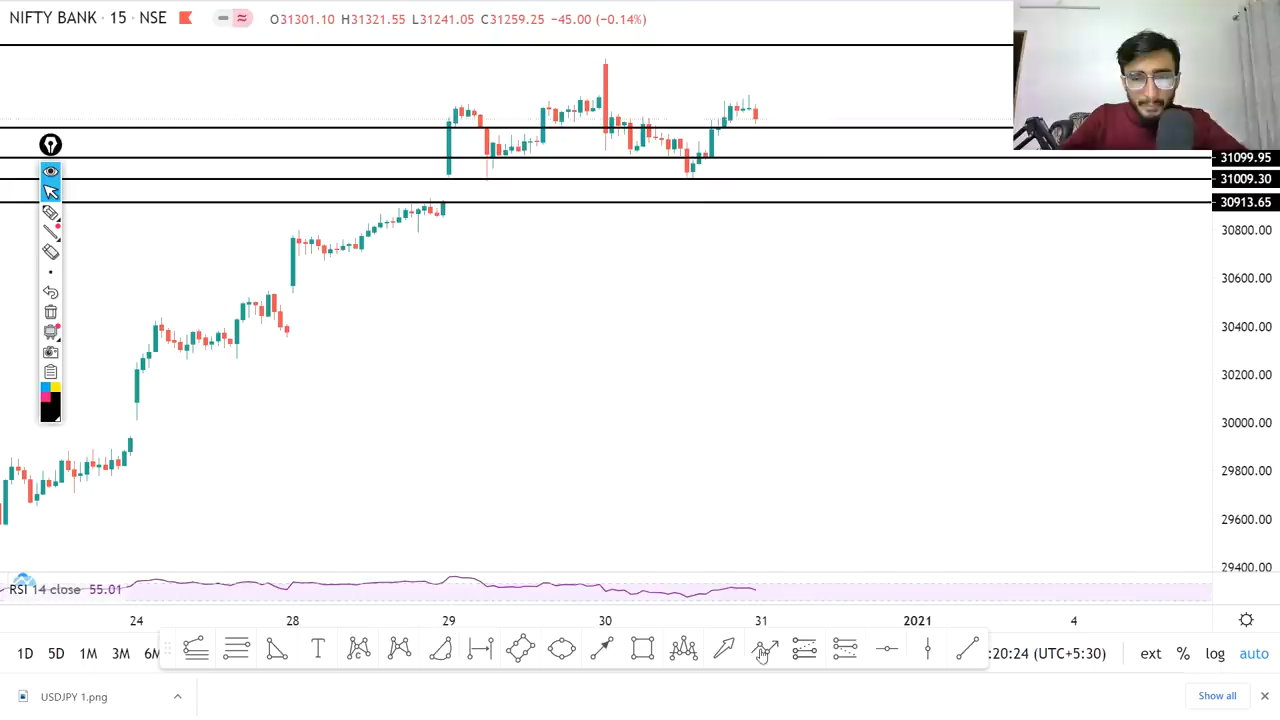 NIFTY BANK · 15 · NSE
O31301.10 H31321.55 L31241.05 C31259.25 −45.00 (−0.14%)
31099.95
31009.30
30913.65
30800.00
30600.00
30400.00
30200.00
30000.00
29800.00
29600.00
29400.00
RSI 14 close 55.01
24 28 29 30 31 2021 4
1D 5D 1M 3M 6M :20:24 (UTC+5:30) ext % log auto
USDJPY 1.png
Show all